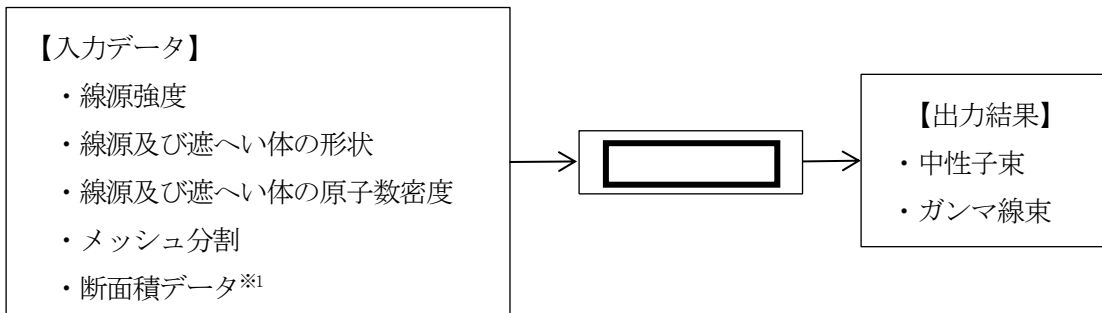 【入力データ】
・線源強度
・線源及び遮へい体の形状
・線源及び遮へい体の原子数密度
・メッシュ分割
・断面積データ※1
【出力結果】
・中性子束
・ガンマ線束